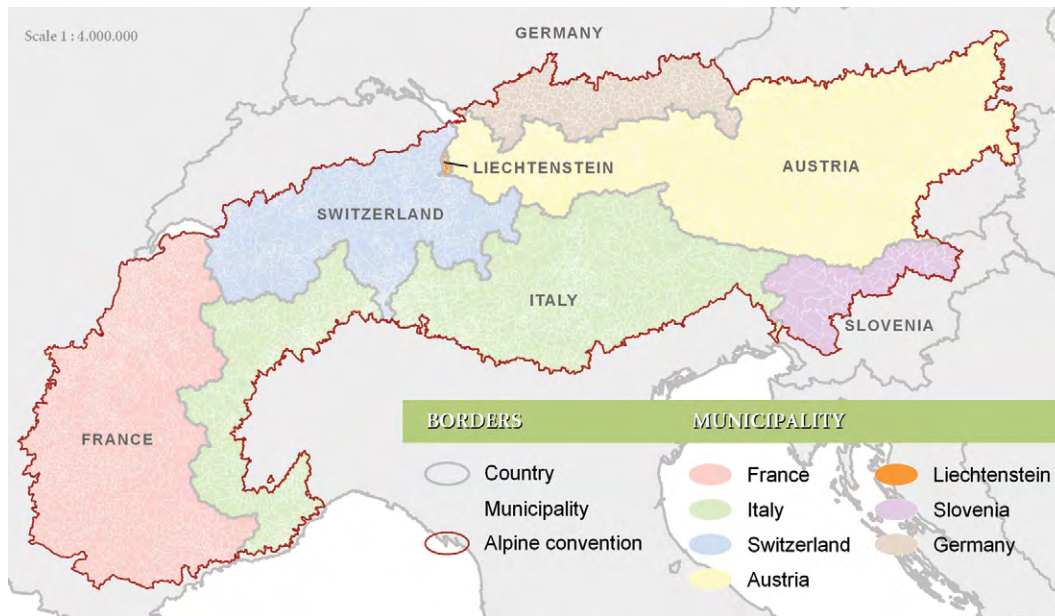 Scale 1 : 4.000.000
GERMANY
LIECHTENSTEIN
AUSTRIA
SWITZERLAND
ITALY
SLOVENIA
FRANCE
BORDERS
Country
Municipality
Alpine convention
MUNICIPALITY
France
Italy
Switzerland
Austria
Liechtenstein
Slovenia
Germany